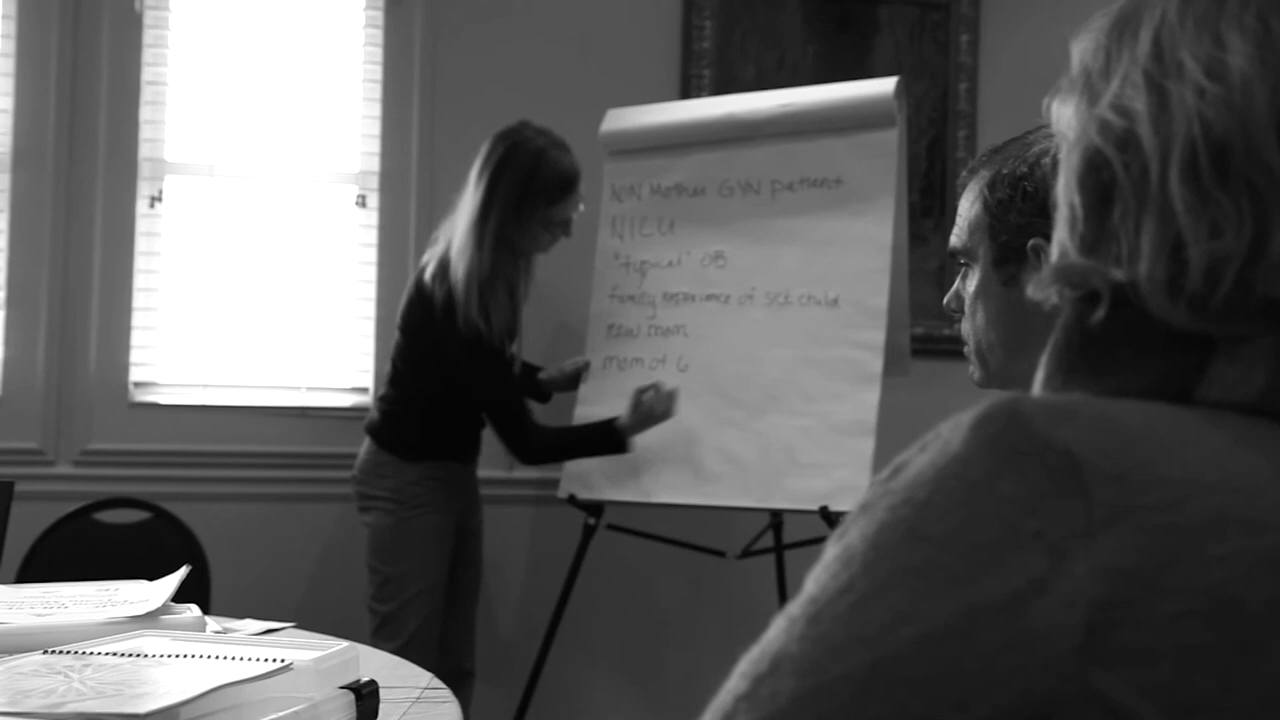 Mother GYN patient
NICU
"typical" OB
family experience of sick child
new mom
mom of 6